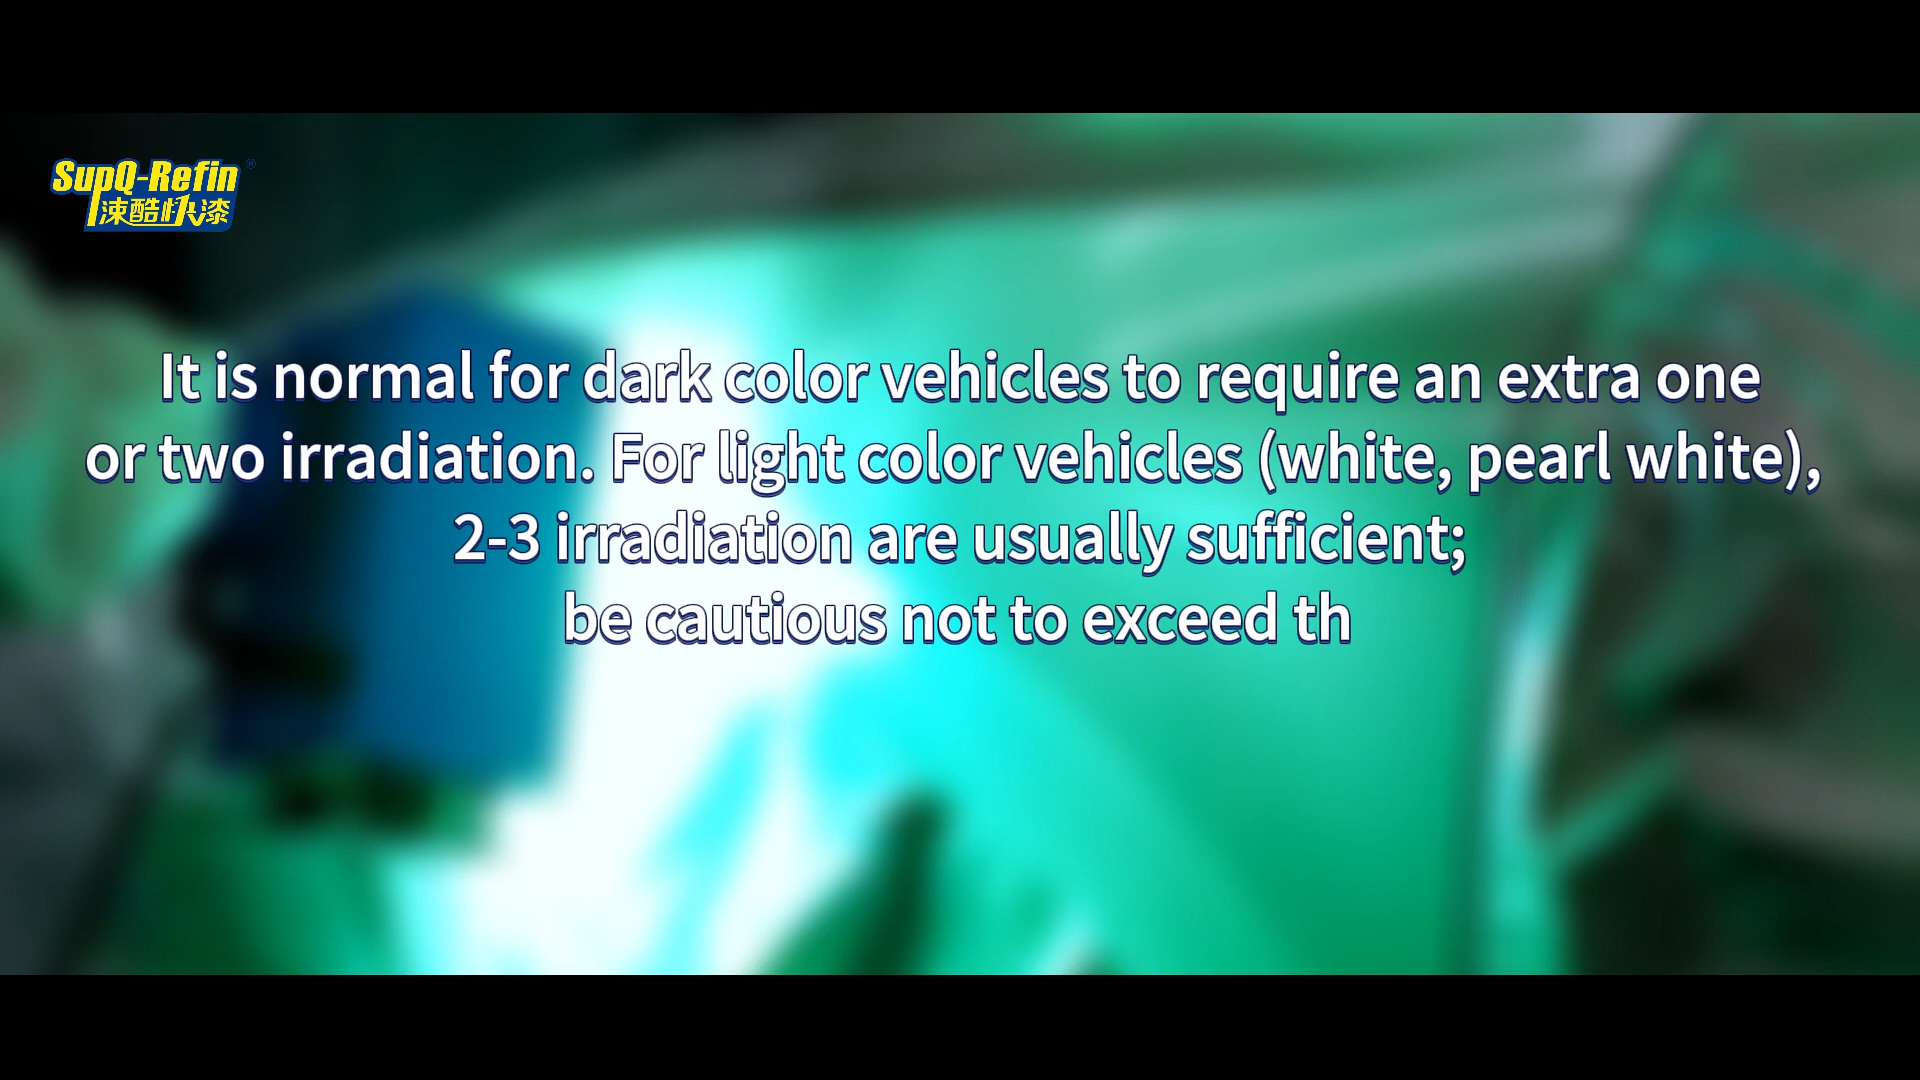 SupQ-Refin®
涑酷快漆
It is normal for dark color vehicles to require an extra one
or two irradiation. For light color vehicles (white, pearl white),
2-3 irradiation are usually sufficient;
be cautious not to exceed th